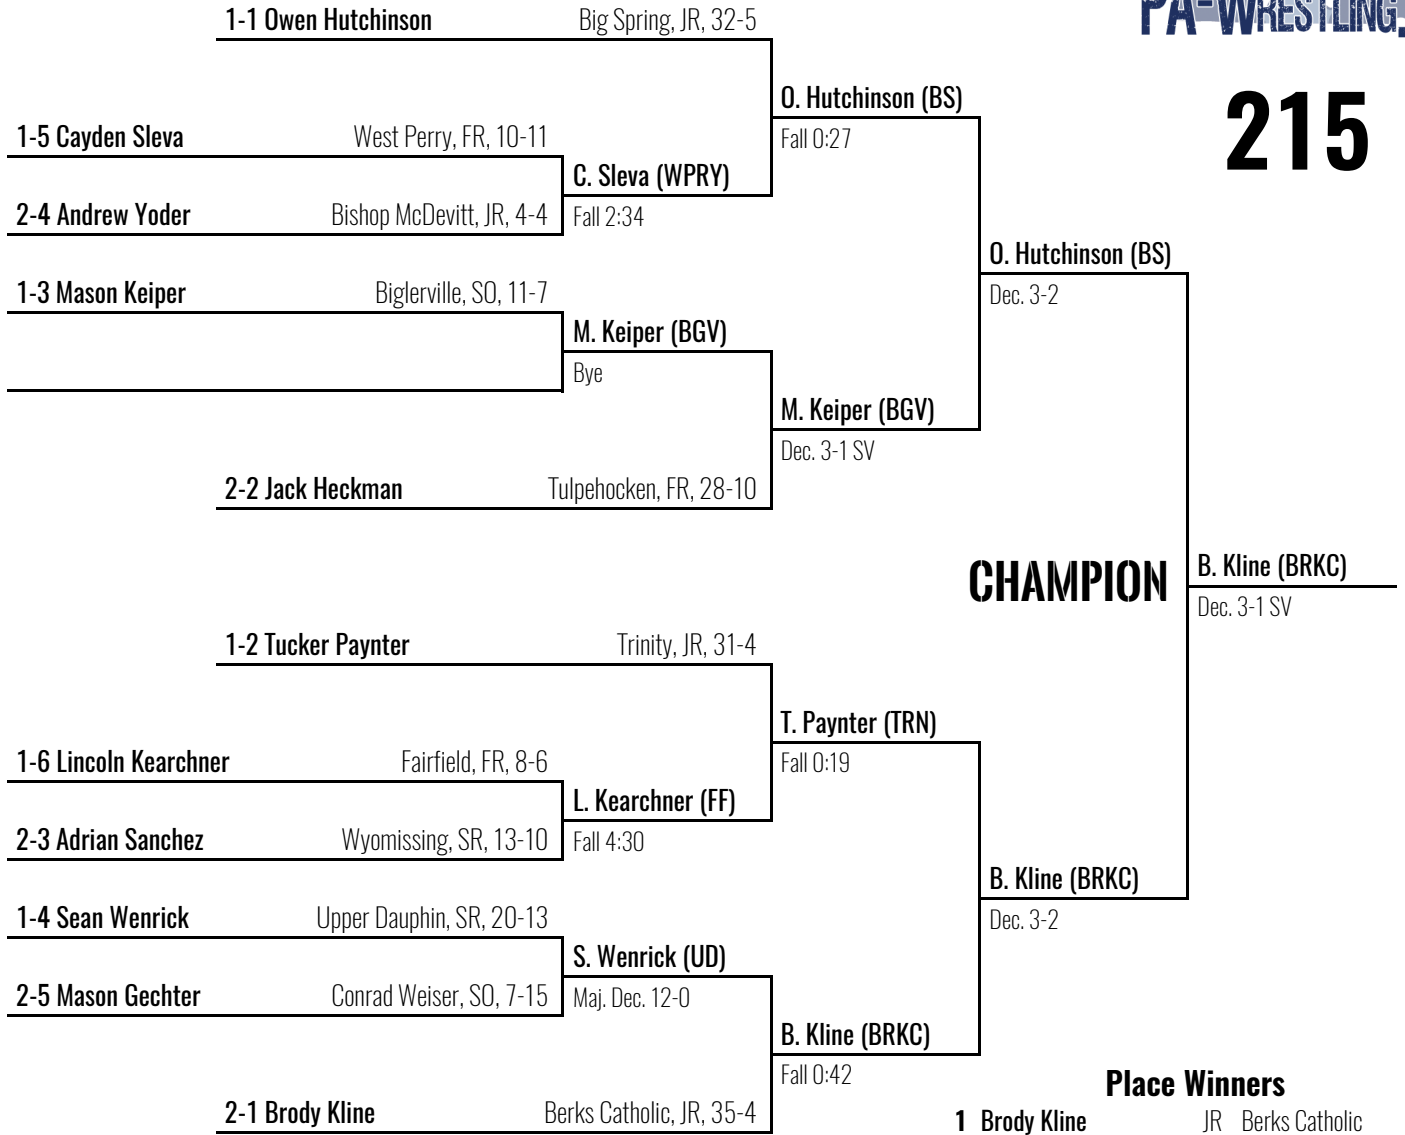 PA-WRESTLING.
215
1-1 Owen Hutchinson Big Spring, JR, 32-5
O. Hutchinson (BS)
Fall 0:27
1-5 Cayden Sleva West Perry, FR, 10-11
C. Sleva (WPRY)
2-4 Andrew Yoder Bishop McDevitt, JR, 4-4
Fall 2:34
O. Hutchinson (BS)
Dec. 3-2
1-3 Mason Keiper Biglerville, SO, 11-7
M. Keiper (BGV)
Bye
M. Keiper (BGV)
Dec. 3-1 SV
2-2 Jack Heckman Tulpehocken, FR, 28-10
CHAMPION
B. Kline (BRKC)
Dec. 3-1 SV
1-2 Tucker Paynter Trinity, JR, 31-4
T. Paynter (TRN)
Fall 0:19
1-6 Lincoln Kearchner Fairfield, FR, 8-6
L. Kearchner (FF)
2-3 Adrian Sanchez Wyomissing, SR, 13-10
Fall 4:30
B. Kline (BRKC)
Dec. 3-2
1-4 Sean Wenrick Upper Dauphin, SR, 20-13
S. Wenrick (UD)
2-5 Mason Gechter Conrad Weiser, SO, 7-15
Maj. Dec. 12-0
B. Kline (BRKC)
Fall 0:42
2-1 Brody Kline Berks Catholic, JR, 35-4
Place Winners
1 Brody Kline JR Berks Catholic